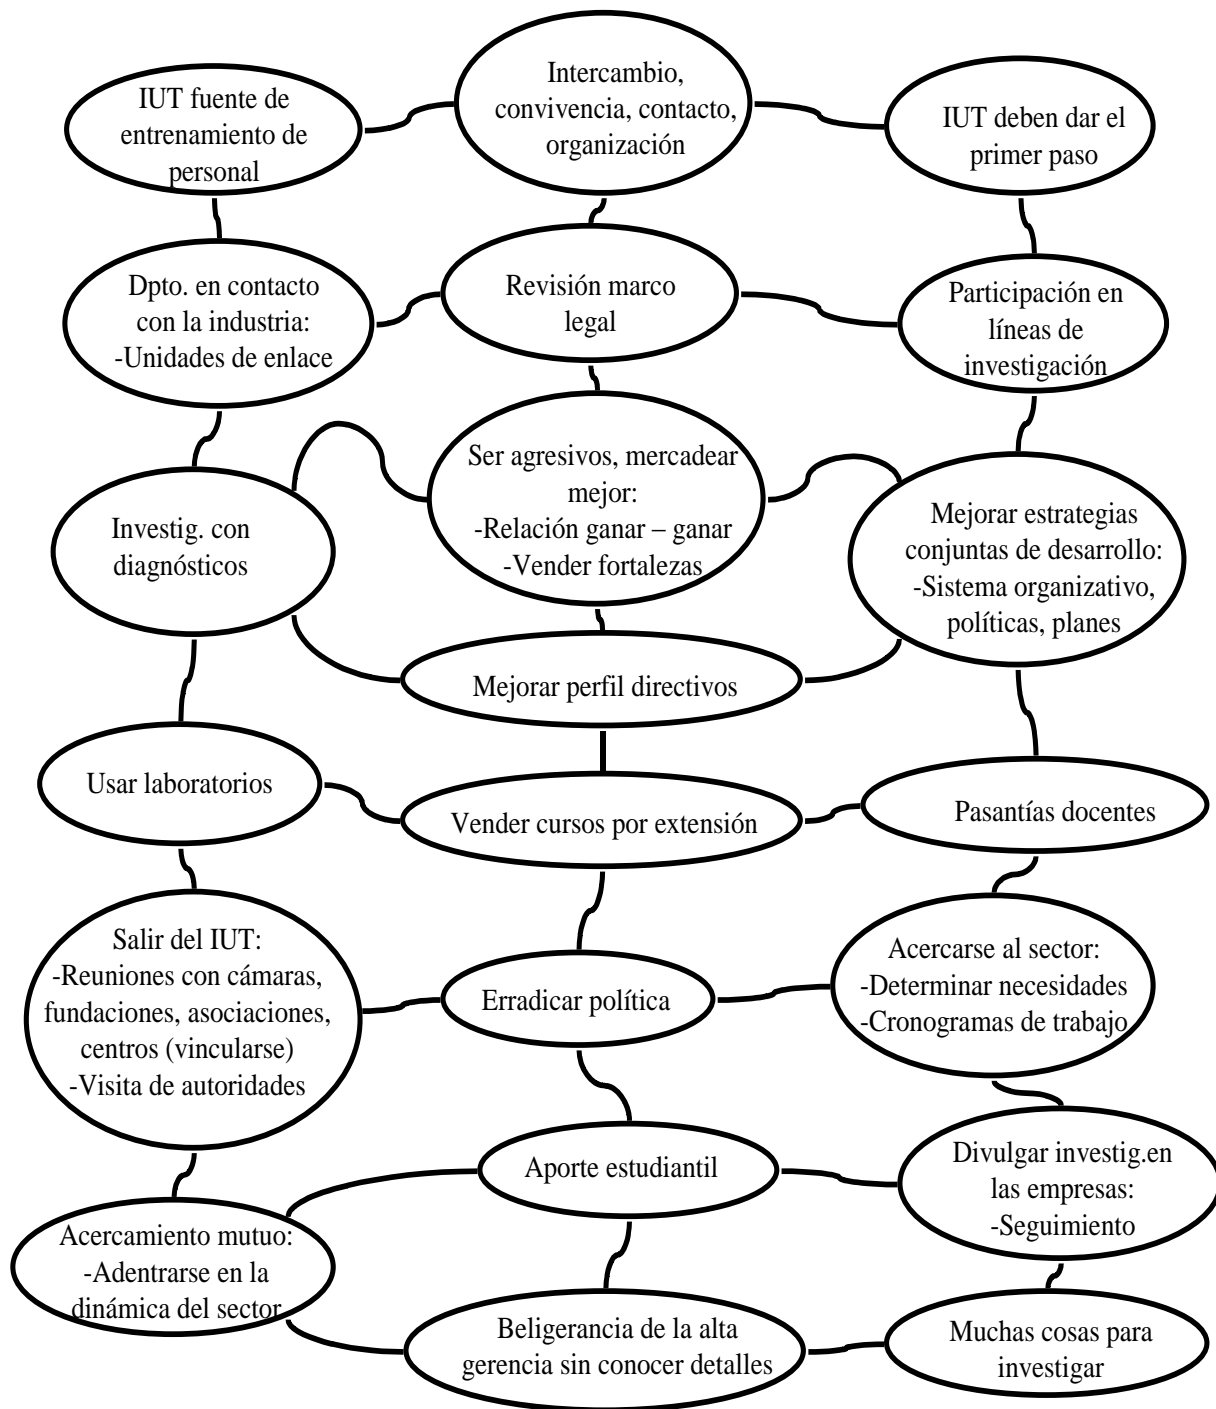 IUT fuente de
entrenamiento de
personal
Intercambio,
convivencia, contacto,
organización
IUT deben dar el
primer paso
Dpto. en contacto
con la industria:
-Unidades de enlace
Revisión marco
legal
Participación en
líneas de
investigación
Investig. con
diagnósticos
Ser agresivos, mercadear
mejor:
-Relación ganar – ganar
-Vender fortalezas
Mejorar estrategias
conjuntas de desarrollo:
-Sistema organizativo,
políticas, planes
Mejorar perfil directivos
Usar laboratorios
Vender cursos por extensión
Pasantías docentes
Salir del IUT:
-Reuniones con cámaras,
fundaciones, asociaciones,
centros (vincularse)
-Visita de autoridades
Erradicar política
Acercarse al sector:
-Determinar necesidades
-Cronogramas de trabajo
Aporte estudiantil
Divulgar investig.en
las empresas:
-Seguimiento
Acercamiento mutuo:
-Adentrarse en la
dinámica del sector
Beligerancia de la alta
gerencia sin conocer detalles
Muchas cosas para
investigar